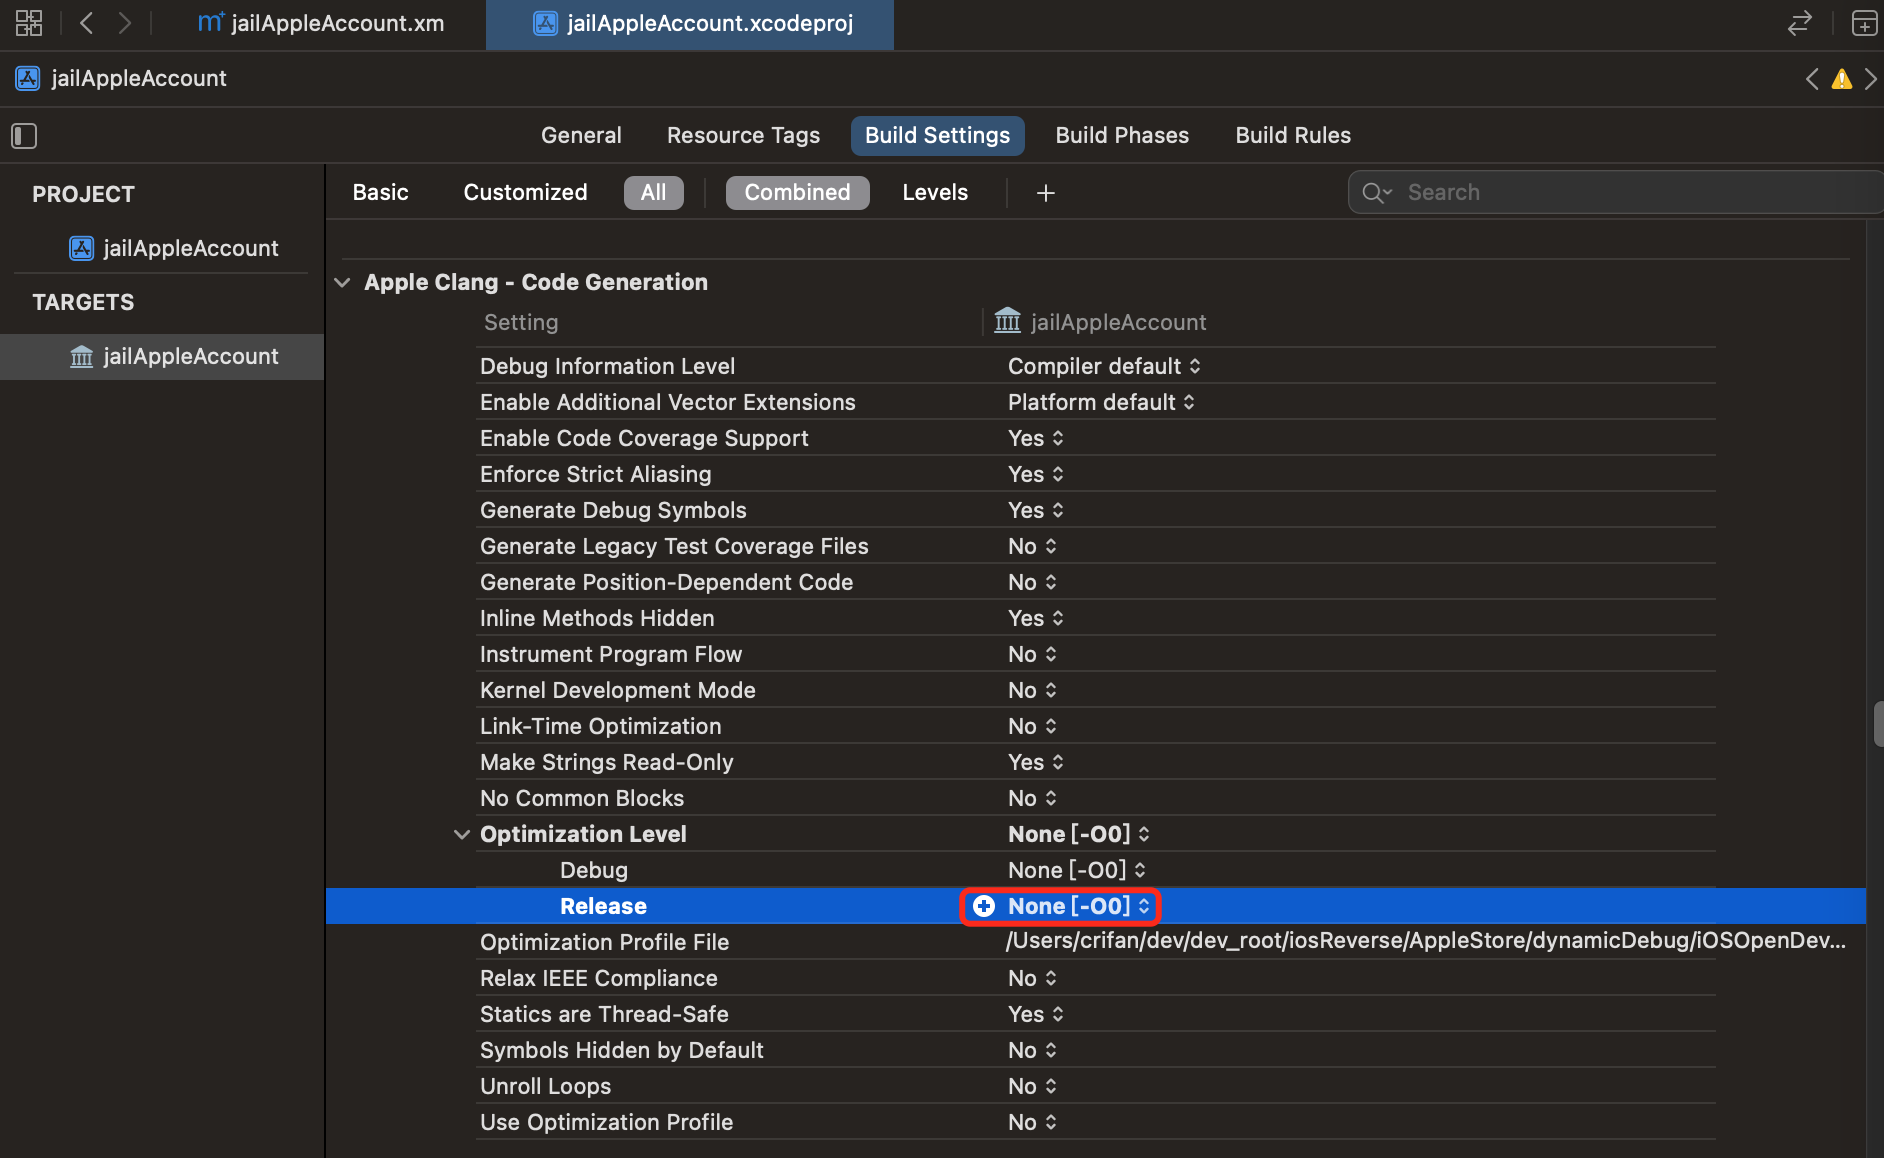 jailAppleAccount.xm jailAppleAccount.xcodeproj
jailAppleAccount
General Resource Tags Build Settings Build Phases Build Rules
PROJECT
jailAppleAccount
TARGETS
jailAppleAccount
Basic Customized All Combined Levels + Search
Apple Clang - Code Generation
Setting jailAppleAccount
Debug Information Level Compiler default
Enable Additional Vector Extensions Platform default
Enable Code Coverage Support Yes
Enforce Strict Aliasing Yes
Generate Debug Symbols Yes
Generate Legacy Test Coverage Files No
Generate Position-Dependent Code No
Inline Methods Hidden Yes
Instrument Program Flow No
Kernel Development Mode No
Link-Time Optimization No
Make Strings Read-Only Yes
No Common Blocks No
Optimization Level None [-O0]
Debug None [-O0]
Release None [-O0]
Optimization Profile File /Users/crifan/dev/dev_root/iosReverse/AppleStore/dynamicDebug/iOSOpenDev...
Relax IEEE Compliance No
Statics are Thread-Safe Yes
Symbols Hidden by Default No
Unroll Loops No
Use Optimization Profile No